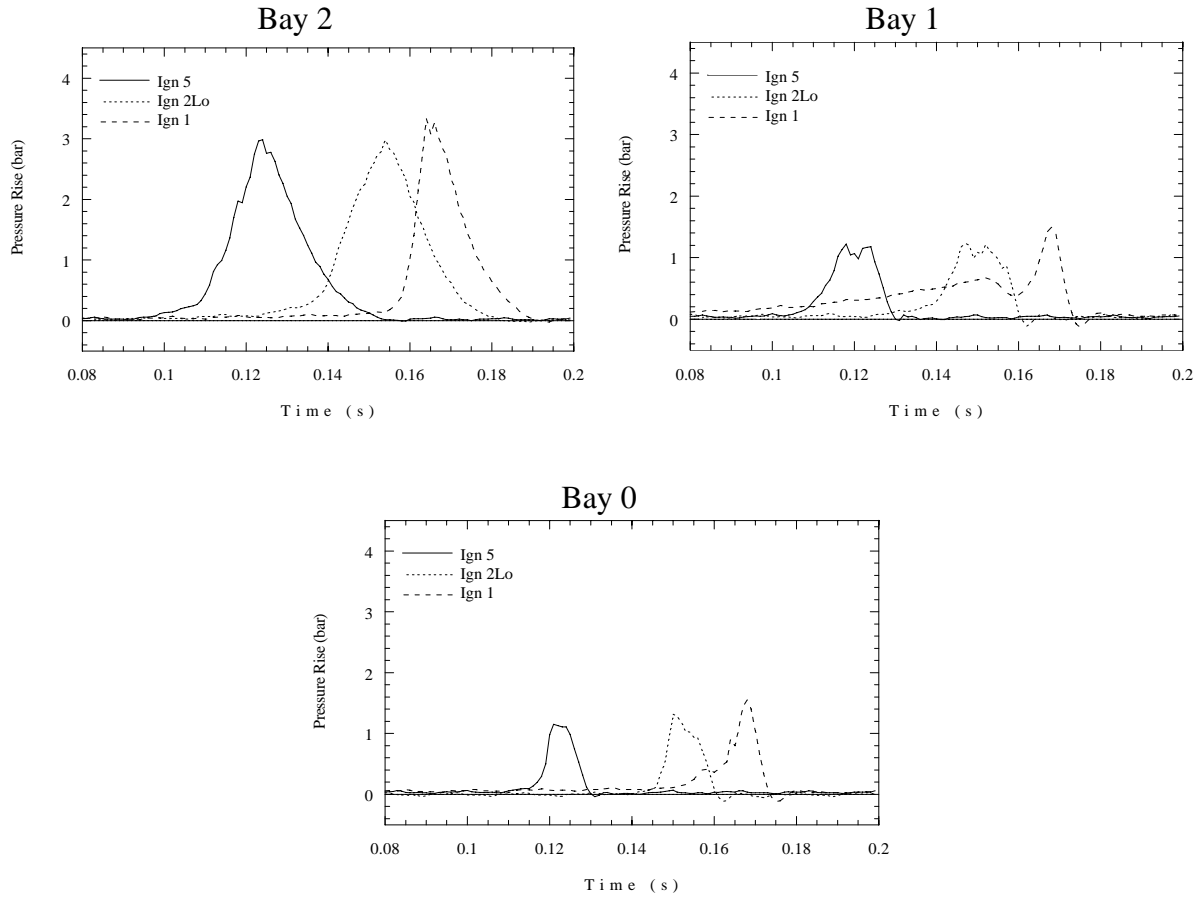 Bay 2
Pressure Rise (bar)
4
3
2
1
0
Ign 5
Ign 2Lo
Ign 1
0.08 0.1 0.12 0.14 0.16 0.18 0.2
Time (s)
Bay 1
Pressure Rise (bar)
4
3
2
1
0
Ign 5
Ign 2Lo
Ign 1
0.08 0.1 0.12 0.14 0.16 0.18 0.2
Time (s)
Bay 0
Pressure Rise (bar)
4
3
2
1
0
Ign 5
Ign 2Lo
Ign 1
0.08 0.1 0.12 0.14 0.16 0.18 0.2
Time (s)